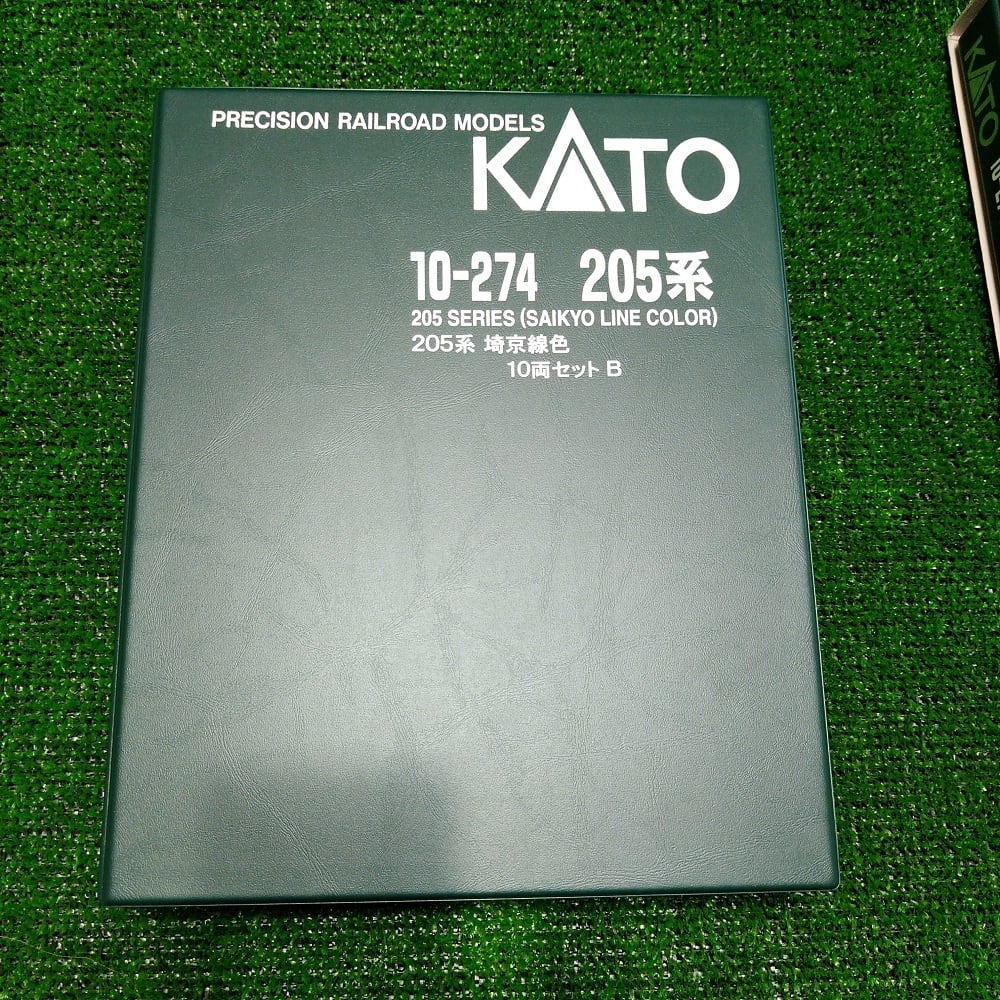 PRECISION RAILROAD MODELS
KATO
10-274 205系
205 SERIES (SAIKYO LINE COLOR)
205系 埼京線色
10両セット B
KATO